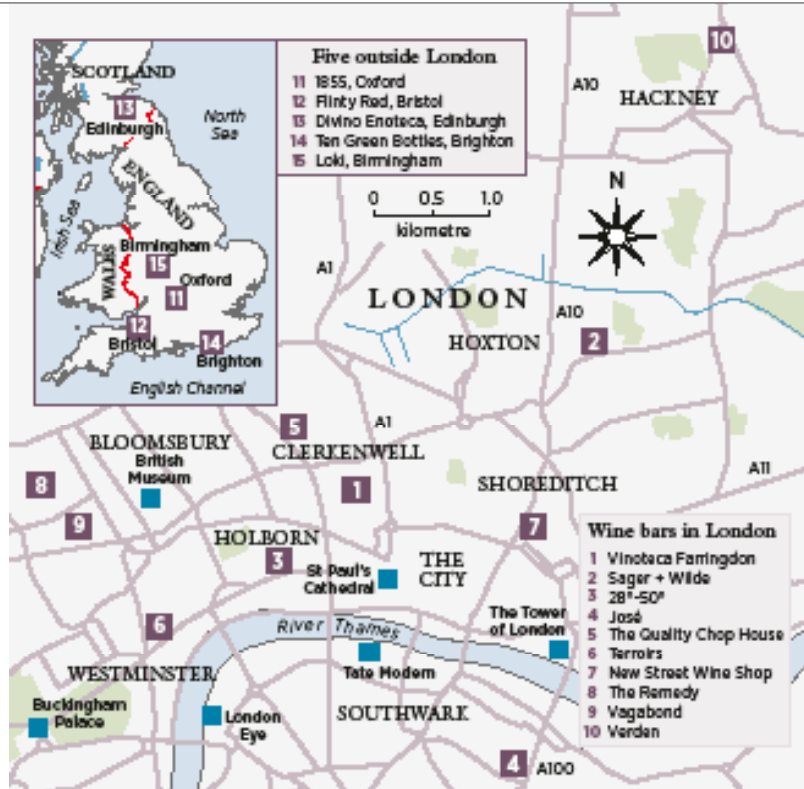 SCOTLAND
13
Edinburgh
North
Sea
ENGLAND
Irish Sea
WALES
Birmingham
15
Oxford
11
12
Bristol
14
Brighton
English Channel
Five outside London
11 1855, Oxford
12 Flinty Red, Bristol
13 Divino Enoteca, Edinburgh
14 Ten Green Bottles, Brighton
15 Loki, Birmingham
0 0.5 1.0
kilometre
N
10
A10
HACKNEY
A1
LONDON
A10
HOXTON
2
5
A1
BLOOMSBURY
CLERKENWELL
British
Museum
8
1
SHOREDITCH
A11
9
7
HOLBORN
3
St Paul's
Cathedral
THE
CITY
The Tower
of London
6
River Thames
Tate Modern
WESTMINSTER
Buckingham
Palace
London
Eye
SOUTHWARK
4
A100
Wine bars in London
1 Vinoteca Farringdon
2 Sager + Wilde
3 28°-50°
4 José
5 The Quality Chop House
6 Terroirs
7 New Street Wine Shop
8 The Remedy
9 Vagabond
10 Verden